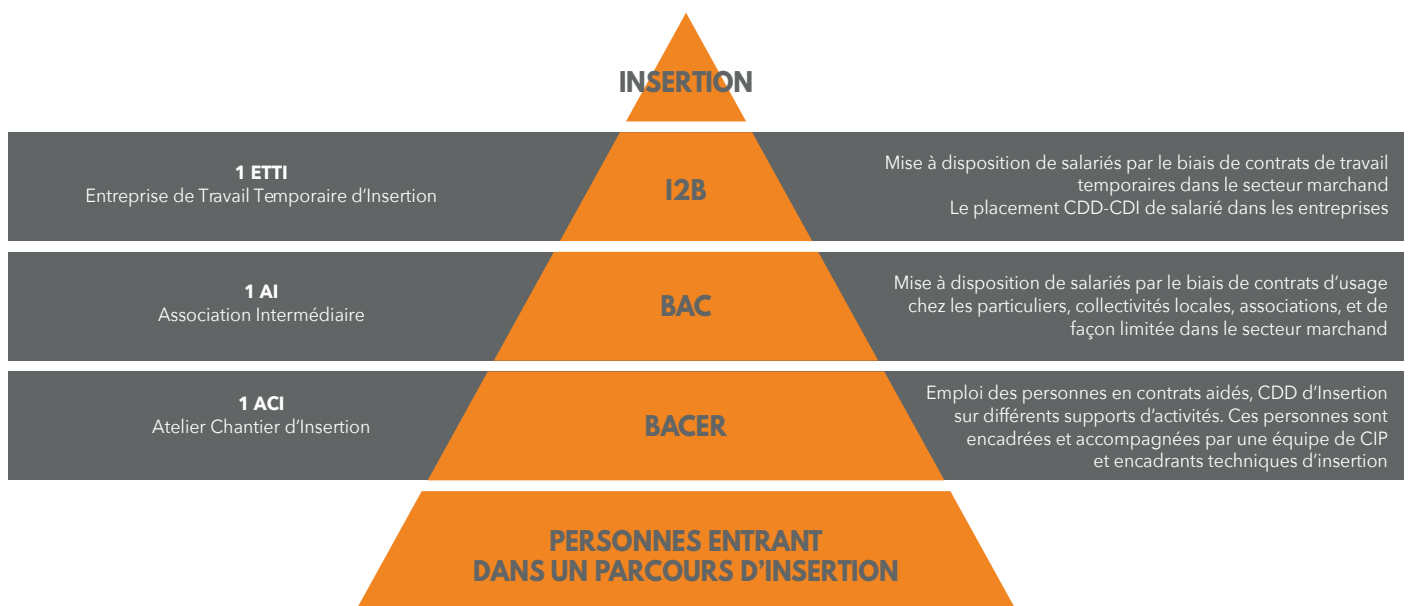 INSERTION
1 ETTI
Entreprise de Travail Temporaire d'Insertion
I2B
Mise à disposition de salariés par le biais de contrats de travail
temporaires dans le secteur marchand
Le placement CDD-CDI de salarié dans les entreprises
1 AI
Association Intermédiaire
BAC
Mise à disposition de salariés par le biais de contrats d'usage
chez les particuliers, collectivités locales, associations, et de
façon limitée dans le secteur marchand
1 ACI
Atelier Chantier d'Insertion
BACER
Emploi des personnes en contrats aidés, CDD d'Insertion
sur différents supports d'activités. Ces personnes sont
encadrées et accompagnées par une équipe de CIP
et encadrants techniques d'insertion
PERSONNES ENTRANT
DANS UN PARCOURS D'INSERTION